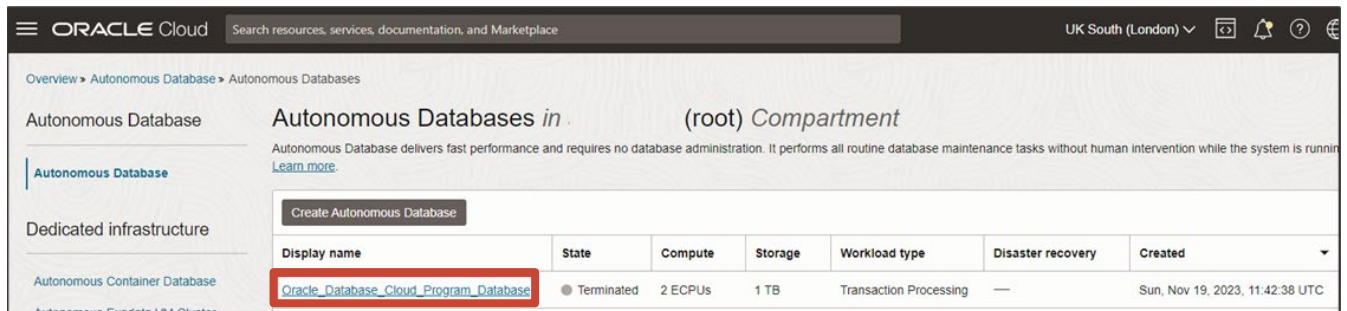 ORACLE Cloud
Search resources, services, documentation, and Marketplace
UK South (London)
Overview » Autonomous Database » Autonomous Databases
Autonomous Database
Autonomous Database
Dedicated infrastructure
Autonomous Container Database
Autonomous Databases in (root) Compartment
Autonomous Database delivers fast performance and requires no database administration. It performs all routine database maintenance tasks without human intervention while the system is runnin
Learn more.
Create Autonomous Database
Display name State Compute Storage Workload type Disaster recovery Created
Oracle_Database_Cloud_Program_Database Terminated 2 ECPUs 1 TB Transaction Processing — Sun, Nov 19, 2023, 11:42:38 UTC